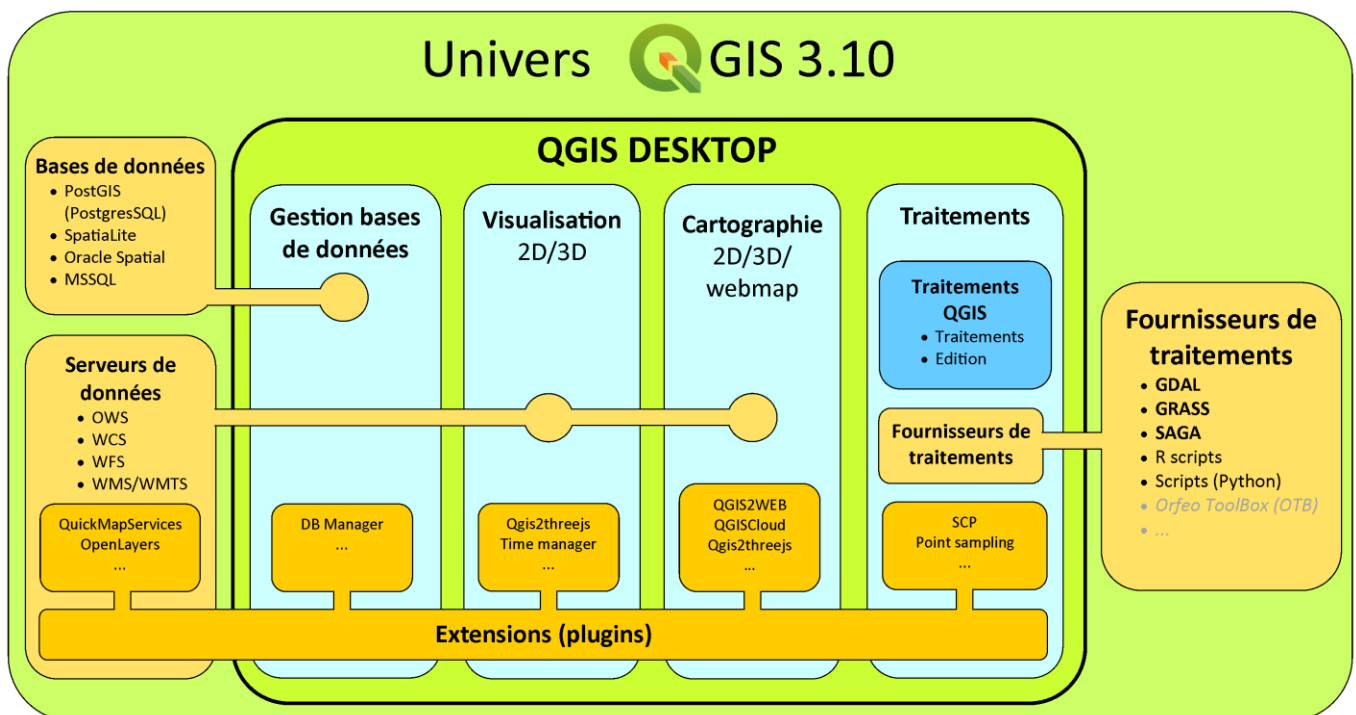 Univers QGIS 3.10
QGIS DESKTOP
Bases de données
• PostGIS
(PostgresSQL)
• SpatiaLite
• Oracle Spatial
• MSSQL
Serveurs de
données
• OWS
• WCS
• WFS
• WMS/WMTS
QuickMapServices
OpenLayers
...
Gestion bases
de données
DB Manager
...
Visualisation
2D/3D
Qgis2threejs
Time manager
...
Cartographie
2D/3D/
webmap
QGIS2WEB
QGISCloud
Qgis2threejs
...
Traitements
Traitements
QGIS
• Traitements
• Edition
Fournisseurs de
traitements
SCP
Point sampling
...
Extensions (plugins)
Fournisseurs de
traitements
• GDAL
• GRASS
• SAGA
• R scripts
• Scripts (Python)
• Orfeo ToolBox (OTB)
• ...